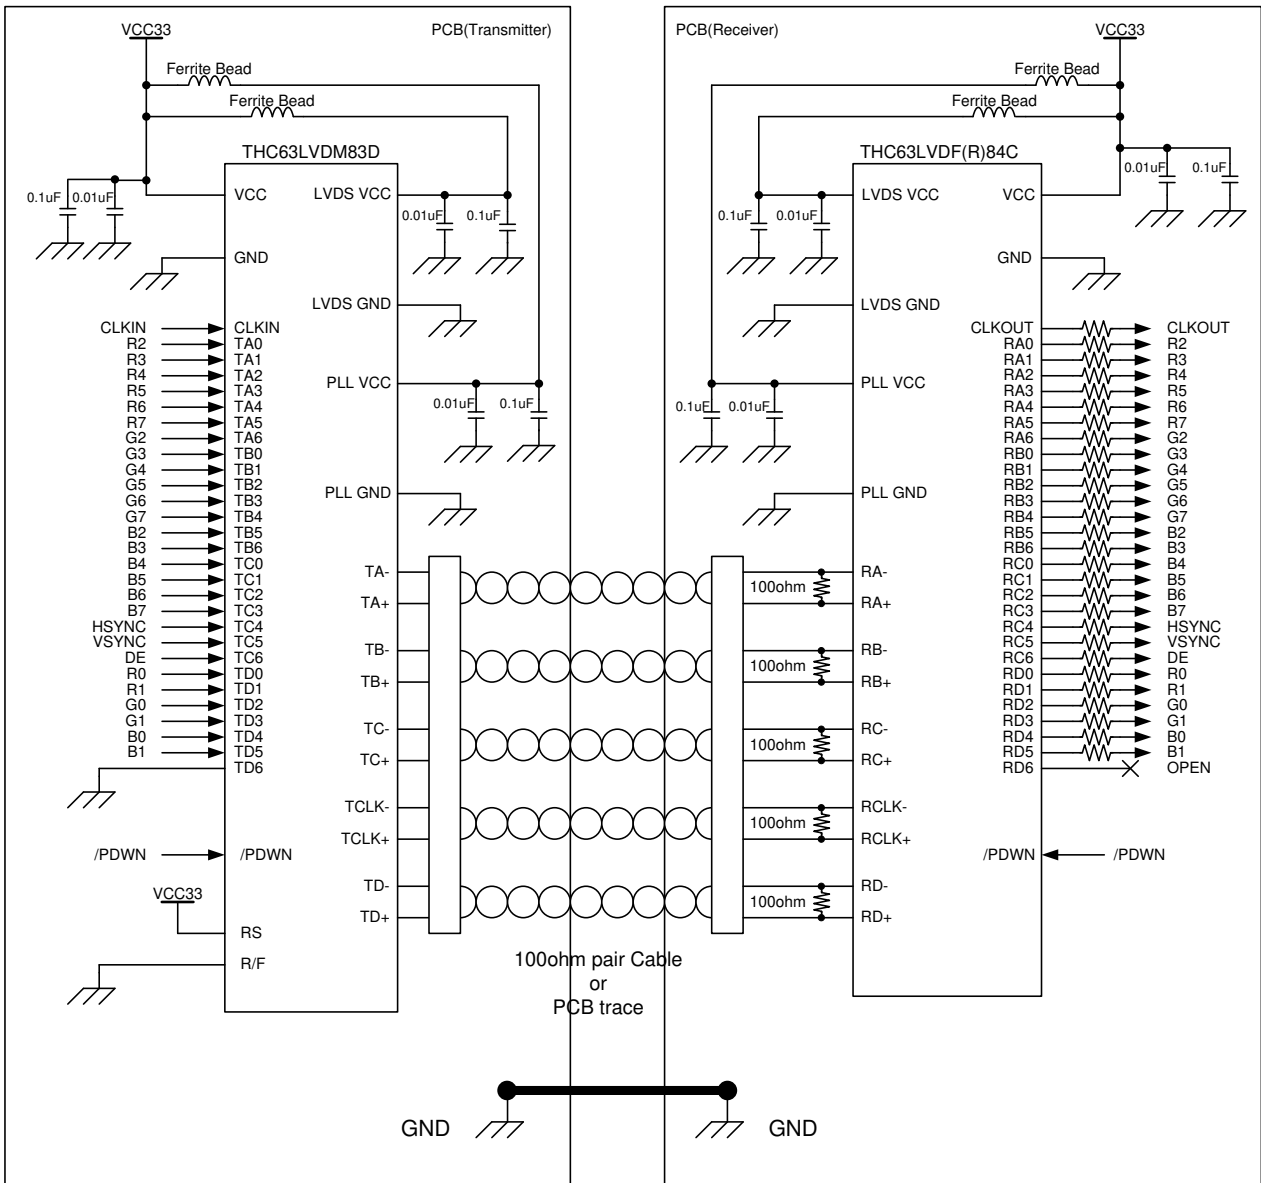 PCB(Transmitter)
VCC33
Ferrite Bead
Ferrite Bead
THC63LVDM83D
0.1uF
0.01uF
VCC
LVDS VCC
0.01uF
0.1uF
GND
LVDS GND
CLKIN CLKIN
R2 TA0
R3 TA1
R4 TA2
R5 TA3
R6 TA4
R7 TA5
G2 TA6
G3 TB0
G4 TB1
G5 TB2
G6 TB3
G7 TB4
B2 TB5
B3 TB6
B4 TC0
B5 TC1
B6 TC2
B7 TC3
HSYNC TC4
VSYNC TC5
DE TC6
R0 TD0
R1 TD1
G0 TD2
G1 TD3
B0 TD4
B1 TD5
TD6
/PDWN /PDWN
VCC33
RS
R/F
PLL VCC
0.01uF
0.1uF
PLL GND
TA-
TA+
TB-
TB+
TC-
TC+
TCLK-
TCLK+
TD-
TD+
100ohm pair Cable
or
PCB trace
PCB(Receiver)
VCC33
Ferrite Bead
Ferrite Bead
THC63LVDF(R)84C
0.1uF
0.01uF
LVDS VCC
VCC
0.01uF
0.1uF
GND
LVDS GND
PLL VCC
0.1uF
0.01uF
PLL GND
100ohm
RA-
RA+
100ohm
RB-
RB+
100ohm
RC-
RC+
100ohm
RCLK-
RCLK+
100ohm
RD-
RD+
CLKOUT CLKOUT
RA0 R2
RA1 R3
RA2 R4
RA3 R5
RA4 R6
RA5 R7
RA6 G2
RB0 G3
RB1 G4
RB2 G5
RB3 G6
RB4 G7
RB5 B2
RB6 B3
RC0 B4
RC1 B5
RC2 B6
RC3 B7
RC4 HSYNC
RC5 VSYNC
RC6 DE
RD0 R0
RD1 R1
RD2 G0
RD3 G1
RD4 B0
RD5 B1
RD6 OPEN
/PDWN /PDWN
GND
GND